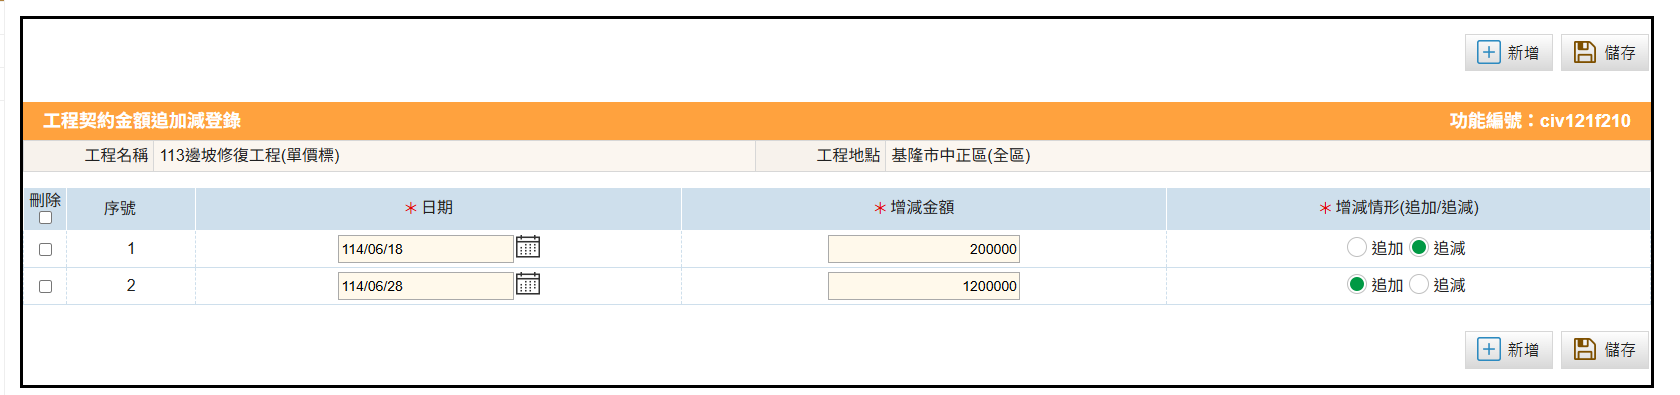 新增 儲存
工程契約金額追加減登錄 功能編號：civ121f210
工程名稱 113邊坡修復工程(單價標) 工程地點 基隆市中正區(全區)
刪除 序號 *日期 *增減金額 *增減情形(追加/追減)
1 114/06/18 200000 追加 追減
2 114/06/28 1200000 追加 追減
新增 儲存